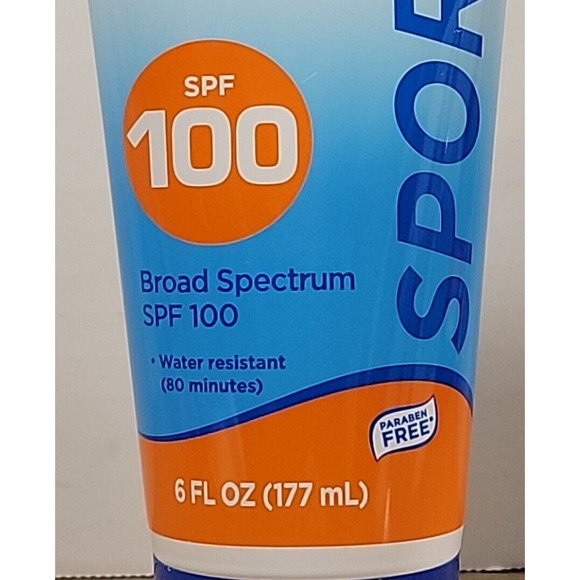 SPF
100
SPOR
Broad Spectrum
SPF 100
• Water resistant
(80 minutes)
PARABEN
FREE*
6 FL OZ (177 mL)